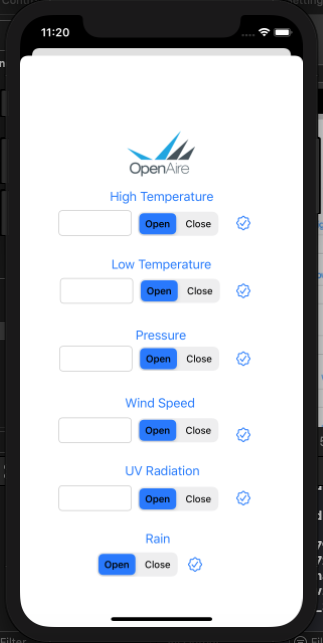 11:20
OpenAire
High Temperature
Open Close
Low Temperature
Open Close
Pressure
Open Close
Wind Speed
Open Close
UV Radiation
Open Close
Rain
Open Close
Filter